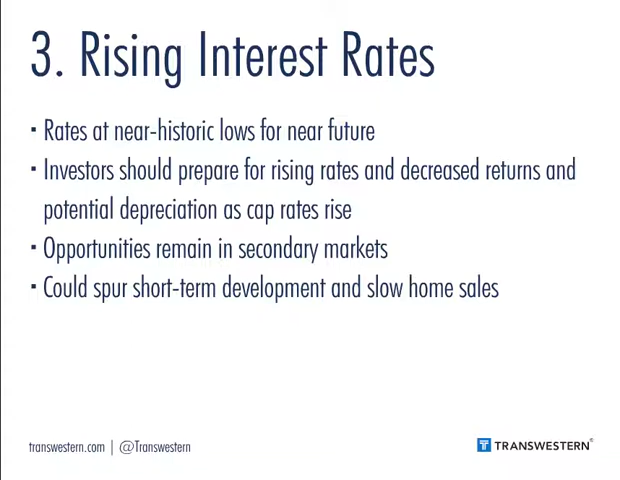 3. Rising Interest Rates
▪ Rates at near-historic lows for near future
▪ Investors should prepare for rising rates and decreased returns and
potential depreciation as cap rates rise
▪ Opportunities remain in secondary markets
▪ Could spur short-term development and slow home sales
transwestern.com | @Transwestern
T TRANSWESTERN®